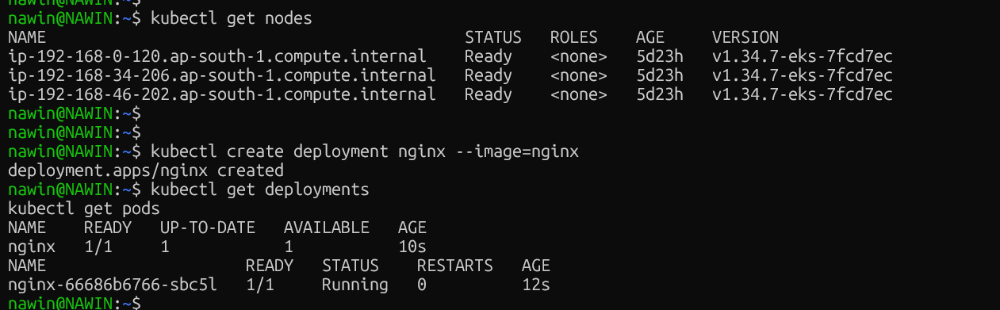 nawin@NAWIN:~$ kubectl get nodes
NAME STATUS ROLES AGE VERSION
ip-192-168-0-120.ap-south-1.compute.internal Ready <none> 5d23h v1.34.7-eks-7fcd7ec
ip-192-168-34-206.ap-south-1.compute.internal Ready <none> 5d23h v1.34.7-eks-7fcd7ec
ip-192-168-46-202.ap-south-1.compute.internal Ready <none> 5d23h v1.34.7-eks-7fcd7ec
nawin@NAWIN:~$
nawin@NAWIN:~$
nawin@NAWIN:~$ kubectl create deployment nginx --image=nginx
deployment.apps/nginx created
nawin@NAWIN:~$ kubectl get deployments
kubectl get pods
NAME READY UP-TO-DATE AVAILABLE AGE
nginx 1/1 1 1 10s
NAME READY STATUS RESTARTS AGE
nginx-66686b6766-sbc5l 1/1 Running 0 12s
nawin@NAWIN:~$